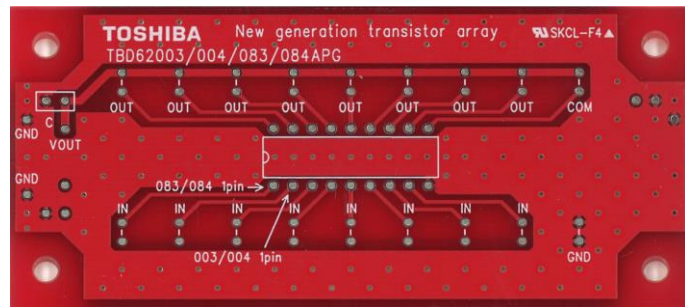 TOSHIBA New generation transistor array SKCL-F4
TBD62003/004/083/084APG
OUT OUT OUT OUT OUT OUT OUT OUT COM
C
GND
VOUT
GND
083/084 1pin
IN IN IN IN IN IN IN IN
003/004 1pin
GND